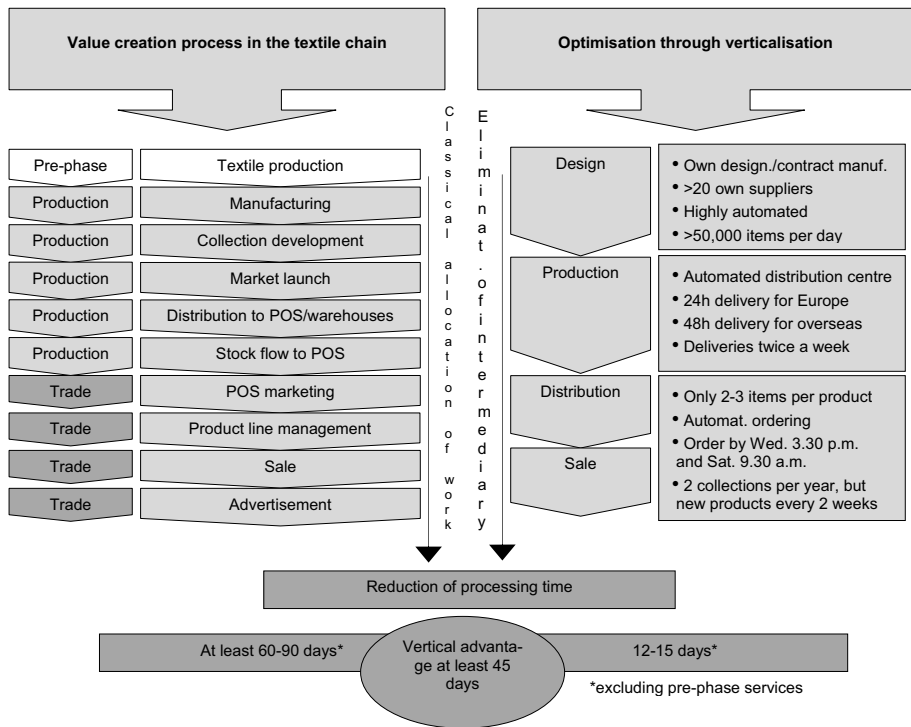 Value creation process in the textile chain
Optimisation through verticalisation
Pre-phase
Textile production
Production
Manufacturing
Production
Collection development
Production
Market launch
Production
Distribution to POS/warehouses
Production
Stock flow to POS
Trade
POS marketing
Trade
Product line management
Trade
Sale
Trade
Advertisement
Classical allocation of work
Eliminat. of intermediary
Design
• Own design./contract manuf.
• >20 own suppliers
• Highly automated
• >50,000 items per day
Production
• Automated distribution centre
• 24h delivery for Europe
• 48h delivery for overseas
• Deliveries twice a week
Distribution
Sale
• Only 2-3 items per product
• Automat. ordering
• Order by Wed. 3.30 p.m.
and Sat. 9.30 a.m.
• 2 collections per year, but
new products every 2 weeks
Reduction of processing time
At least 60-90 days*
Vertical advanta-
ge at least 45
days
12-15 days*
*excluding pre-phase services